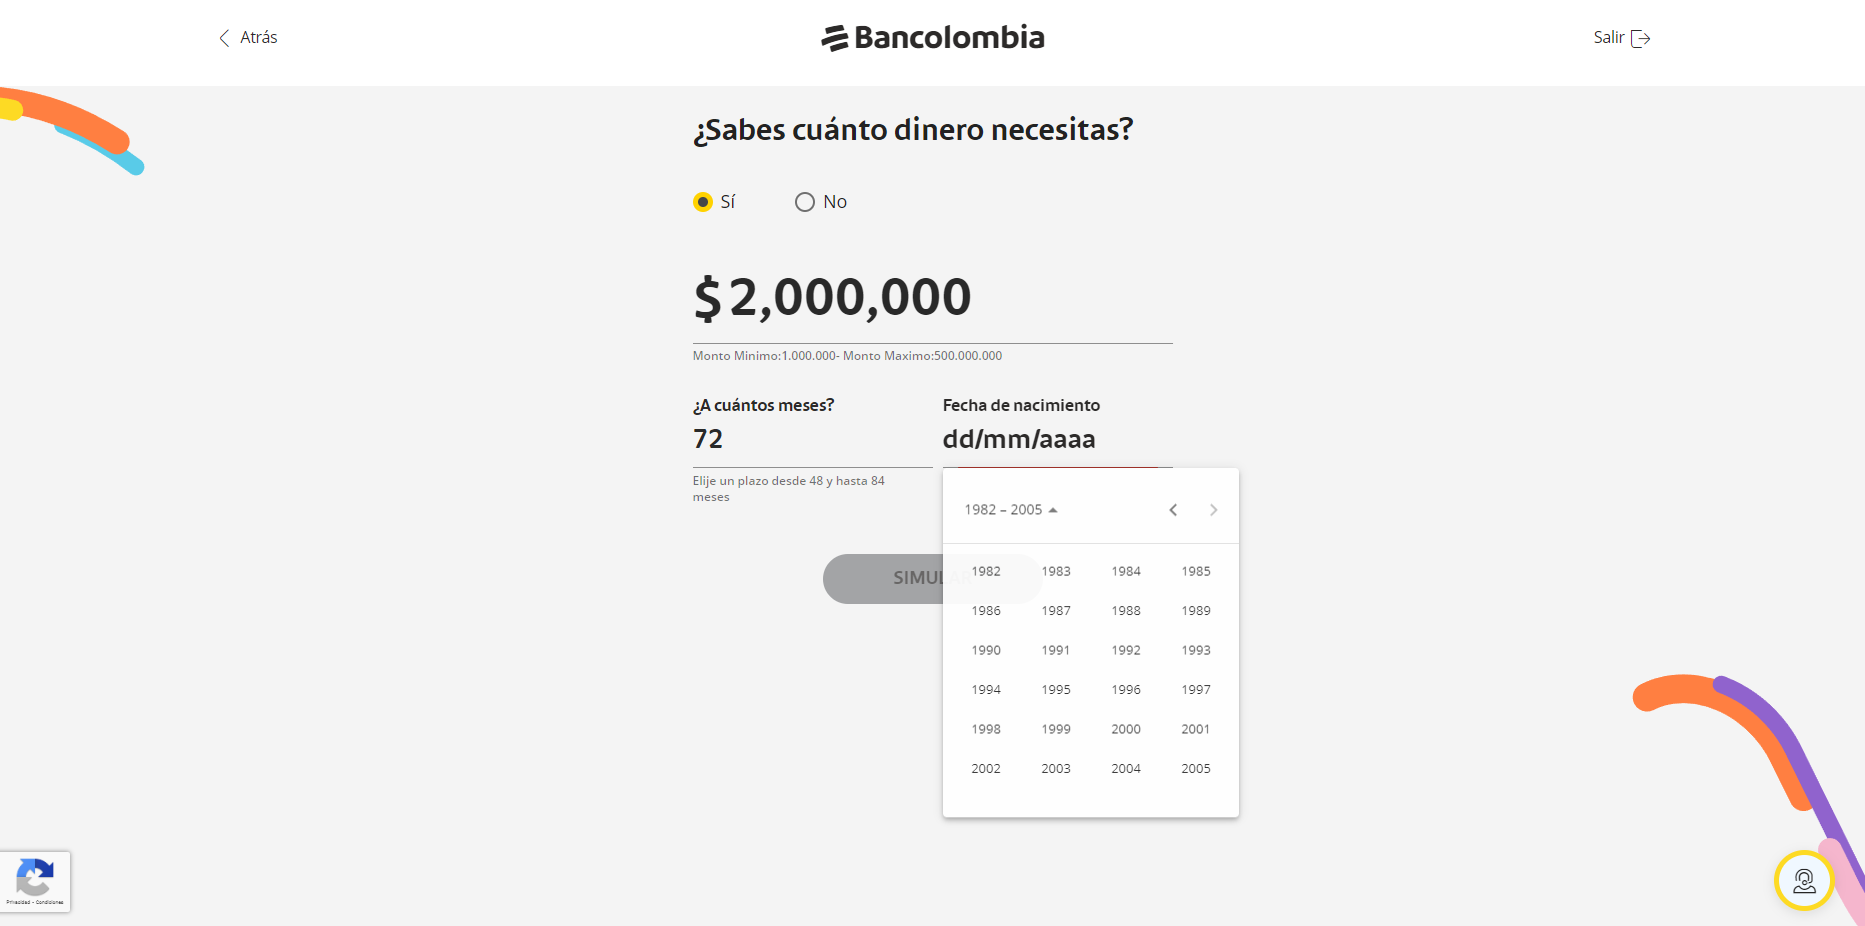 Atrás
Bancolombia
Salir
¿Sabes cuánto dinero necesitas?
Sí
No
$ 2,000,000
Monto Minimo:1.000.000- Monto Maximo:500.000.000
¿A cuántos meses?
Fecha de nacimiento
72
dd/mm/aaaa
Elije un plazo desde 48 y hasta 84
meses
1982 – 2005
SIMULAR
1982 1983 1984 1985
1986 1987 1988 1989
1990 1991 1992 1993
1994 1995 1996 1997
1998 1999 2000 2001
2002 2003 2004 2005
Privacidad - Condiciones